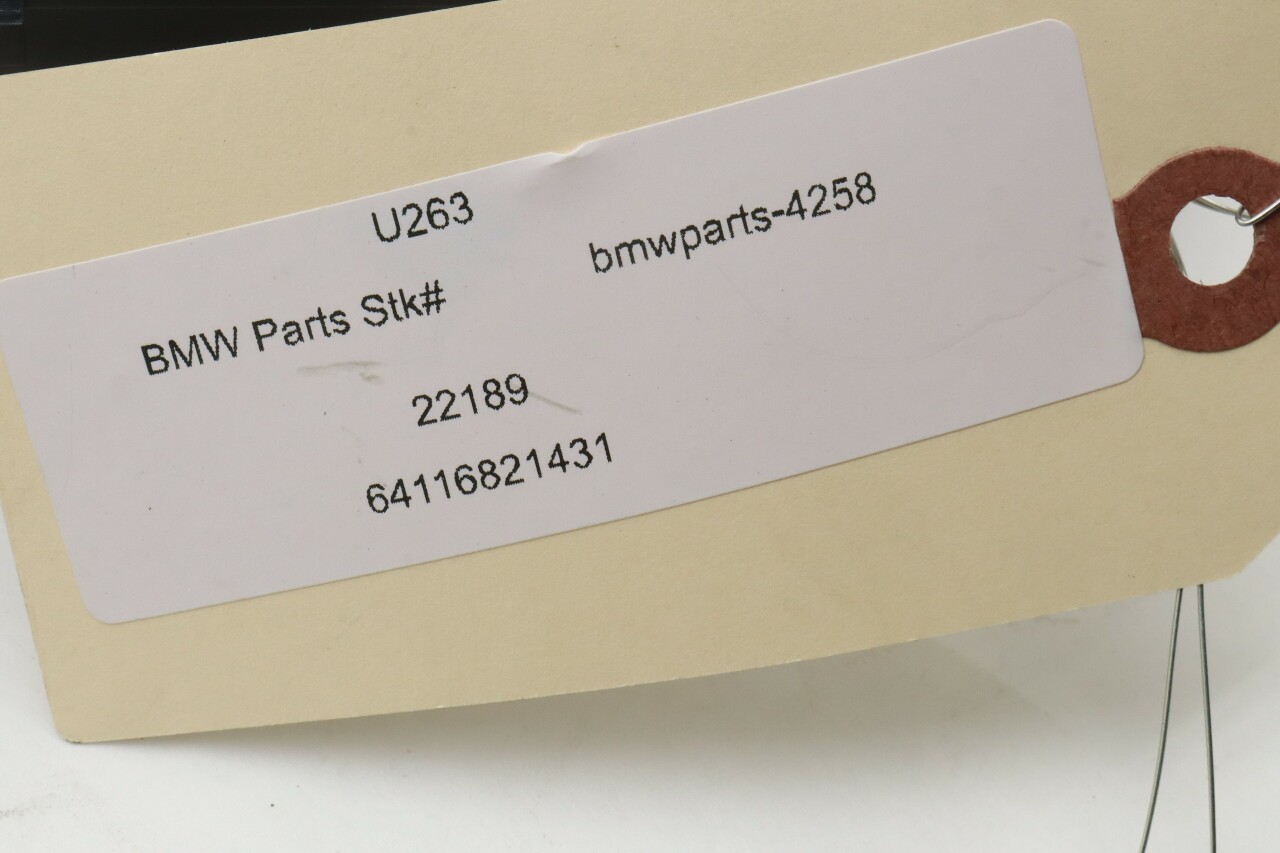 U263
bmwparts-4258
BMW Parts Stk#
22189
64116821431